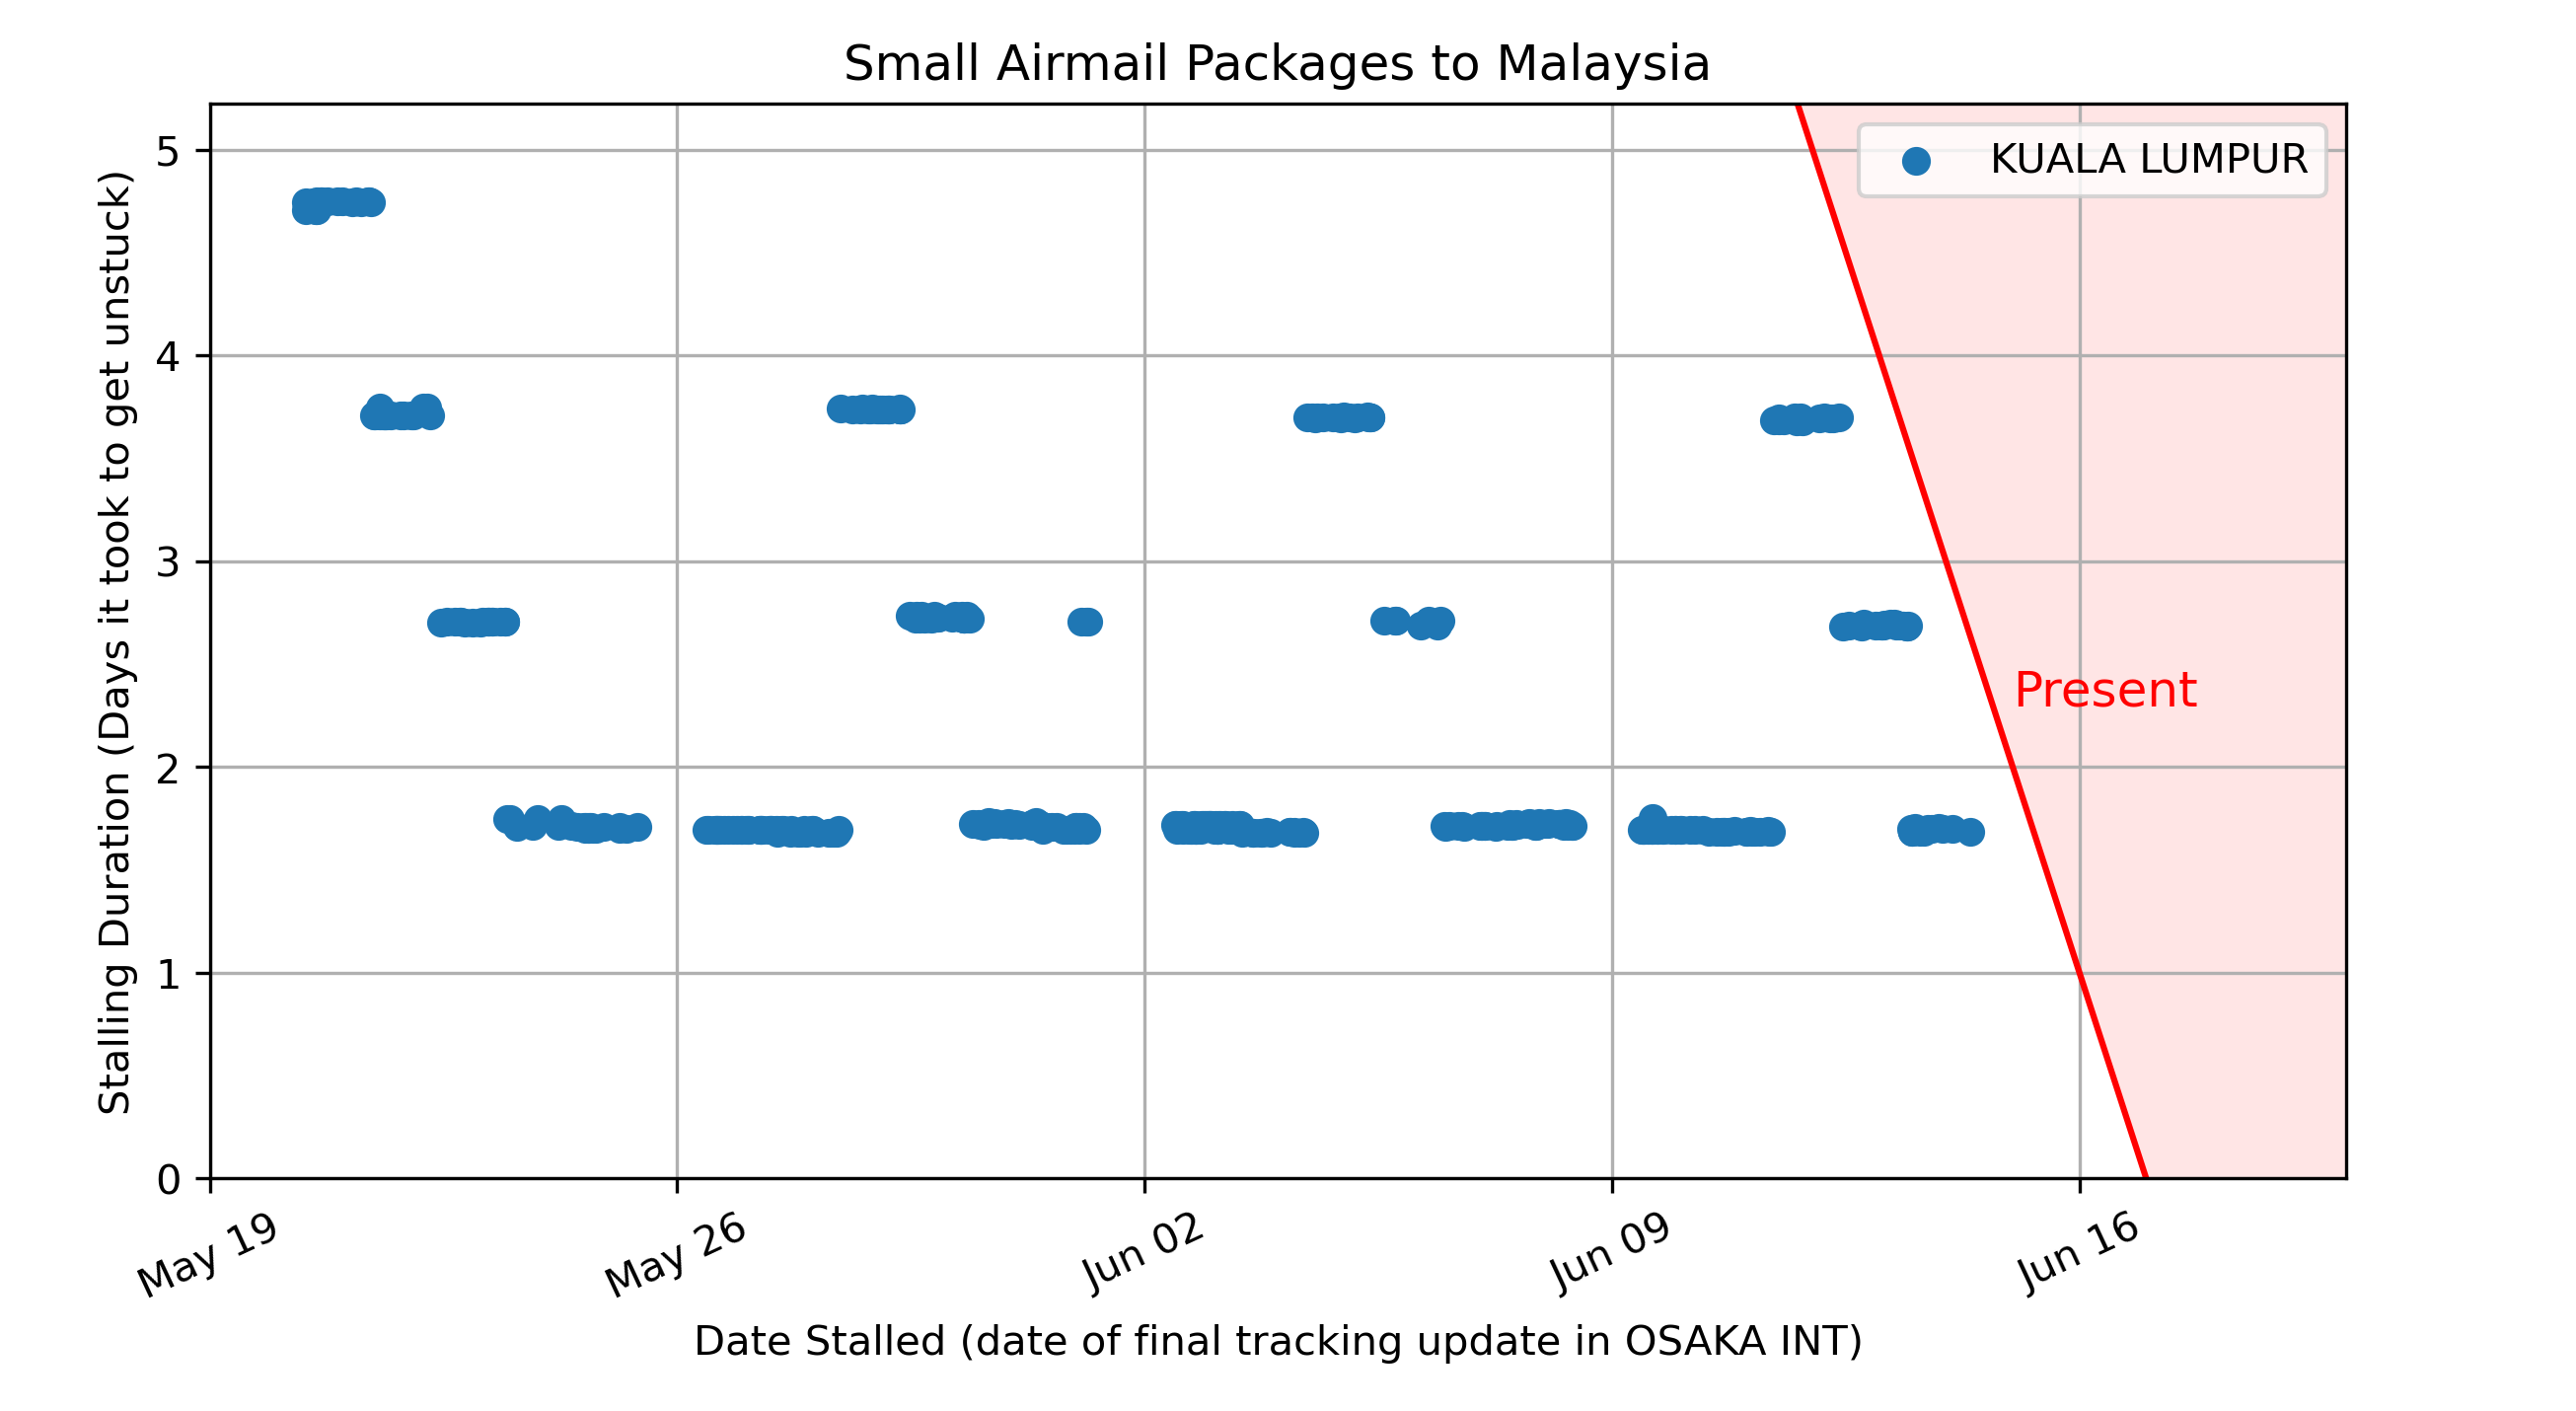 Small Airmail Packages to Malaysia
KUALA LUMPUR
Stalling Duration (Days it took to get unstuck)
5
4
3
2
1
0
Present
May 19
May 26
Jun 02
Jun 09
Jun 16
Date Stalled (date of final tracking update in OSAKA INT)